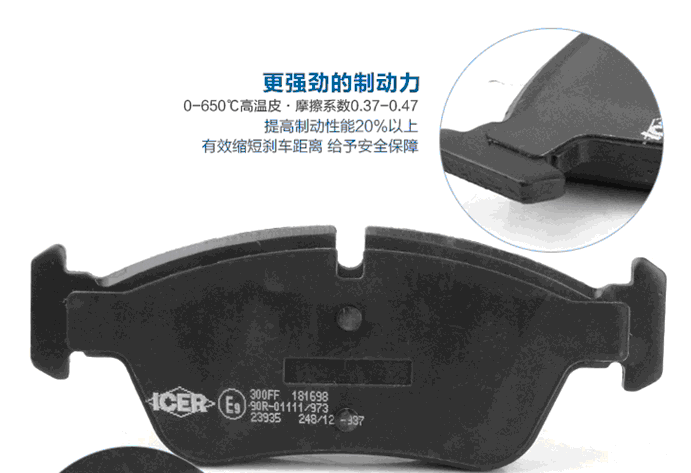 更强劲的制动力
0-650℃高温皮·摩擦系数0.37-0.47
提高制动性能20%以上
有效缩短刹车距离 给予安全保障
ICER
ICER E9 300FF 181698
90R-01111/973
23935 248/12 -937